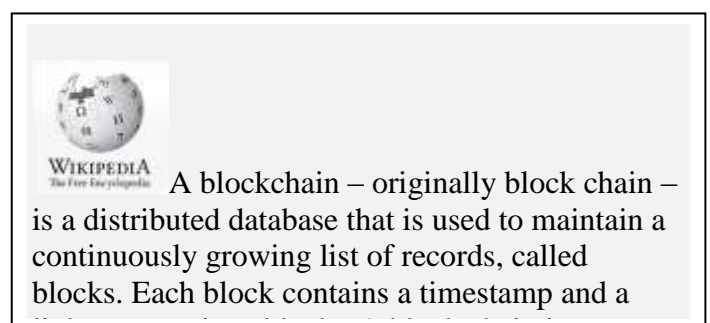 WIKIPEDIA
The Free Encyclopedia
A blockchain – originally block chain –
is a distributed database that is used to maintain a
continuously growing list of records, called
blocks. Each block contains a timestamp and a